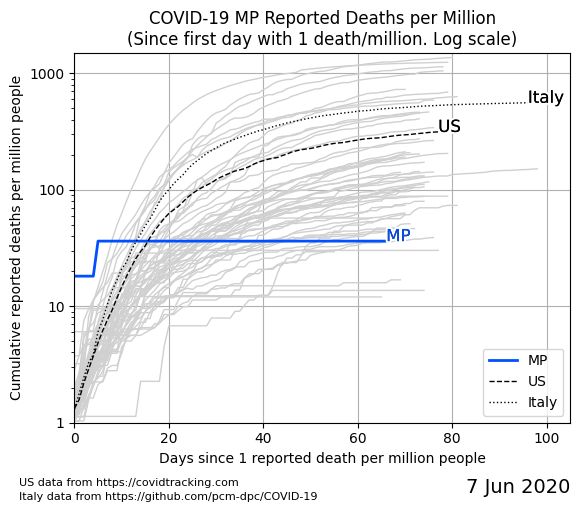 COVID-19 MP Reported Deaths per Million
(Since first day with 1 death/million. Log scale)
Cumulative reported deaths per million people
1000
100
10
1
Italy
US
MP
MP
US
Italy
0 20 40 60 80 100
Days since 1 reported death per million people
US data from https://covidtracking.com
Italy data from https://github.com/pcm-dpc/COVID-19
7 Jun 2020